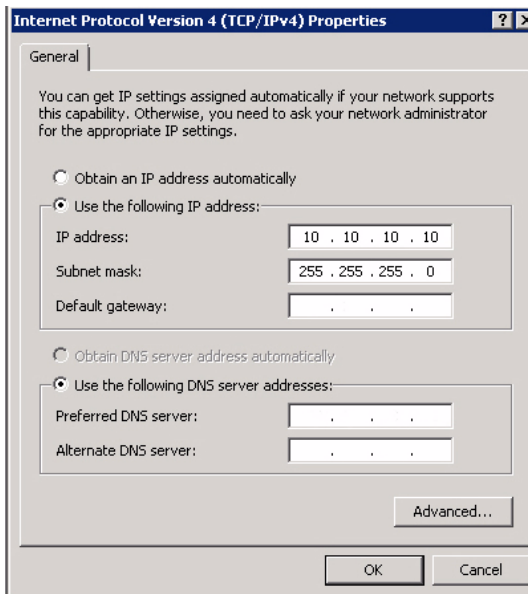 Internet Protocol Version 4 (TCP/IPv4) Properties
General
You can get IP settings assigned automatically if your network supports
this capability. Otherwise, you need to ask your network administrator
for the appropriate IP settings.
Obtain an IP address automatically
Use the following IP address:
IP address: 10 . 10 . 10 . 10
Subnet mask: 255 . 255 . 255 . 0
Default gateway: . . .
Obtain DNS server address automatically
Use the following DNS server addresses:
Preferred DNS server: . . .
Alternate DNS server: . . .
Advanced...
OK Cancel